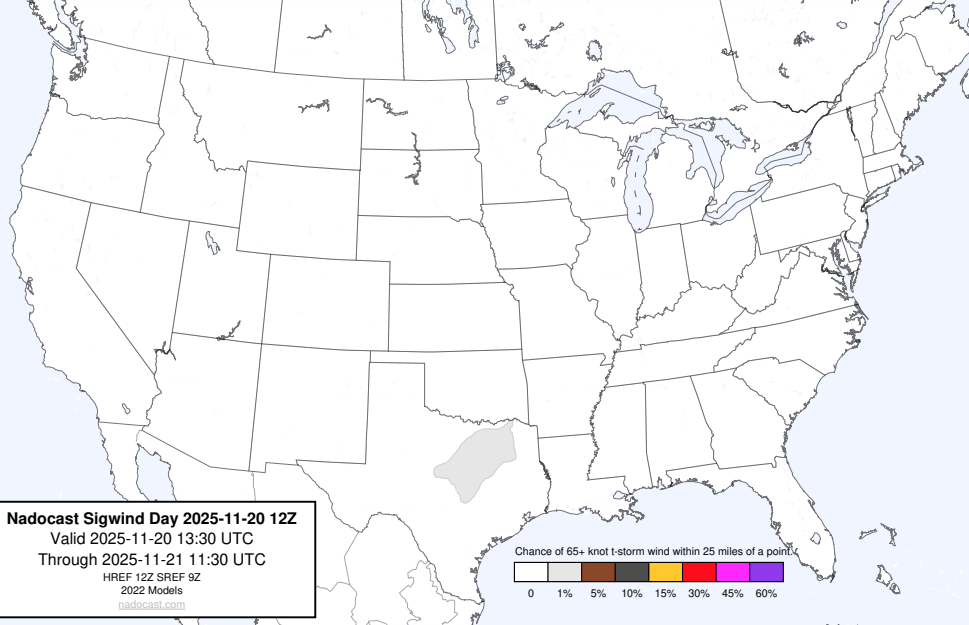 Nadocast Sigwind Day 2025-11-20 12Z
Valid 2025-11-20 13:30 UTC
Through 2025-11-21 11:30 UTC
HREF 12Z SREF 9Z
2022 Models
nadocast.com
Chance of 65+ knot t-storm wind within 25 miles of a point.
0 1% 5% 10% 15% 30% 45% 60%